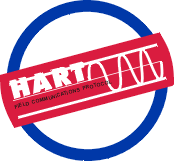 HART
FIELD COMMUNICATIONS PROTOCOL